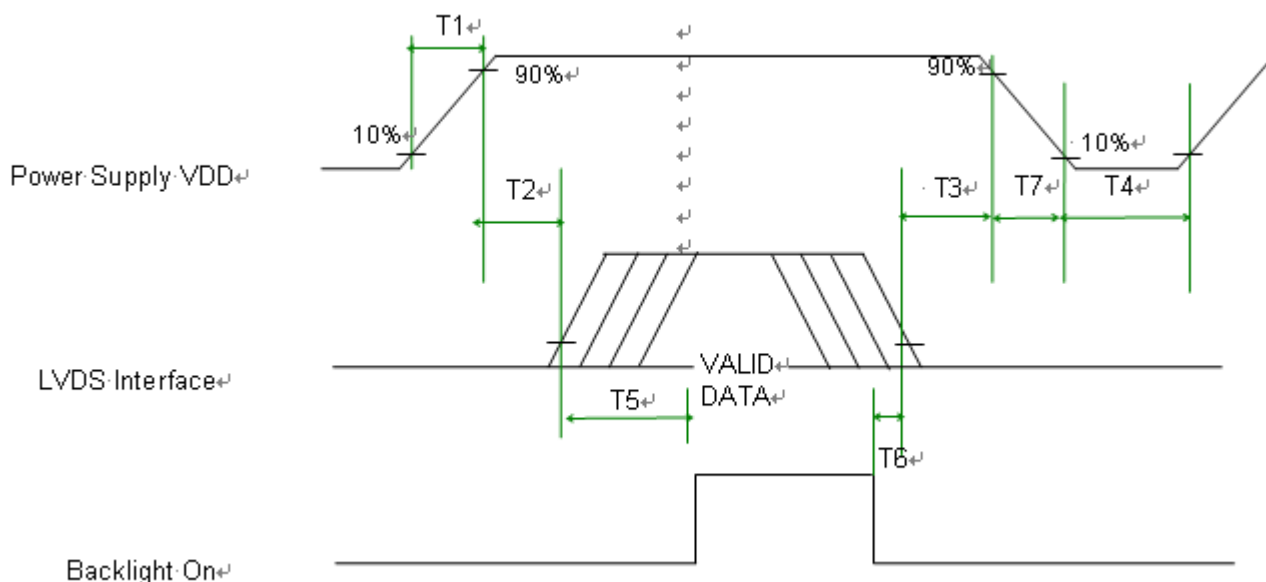 T1
90%
90%
10%
10%
Power Supply VDD
T2
T3
T7
T4
LVDS Interface
VALID
DATA
T5
T6
Backlight On